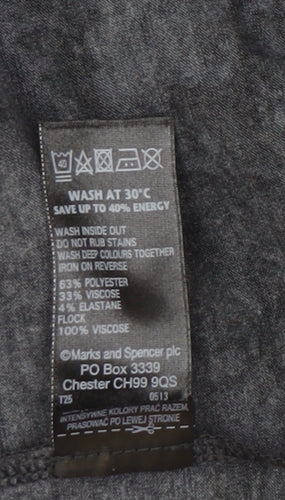 40
WASH AT 30°C
SAVE UP TO 40% ENERGY
WASH INSIDE OUT
DO NOT RUB STAINS
WASH DEEP COLOURS TOGETHER
IRON ON REVERSE
63% POLYESTER
33% VISCOSE
4% ELASTANE
FLOCK
100% VISCOSE
©Marks and Spencer plc
PO Box 3339
Chester CH99 9QS
T25 0513
INTENSYWNE KOLORY PRAĆ RAZEM,
PRASOWAĆ PO LEWEJ STRONIE